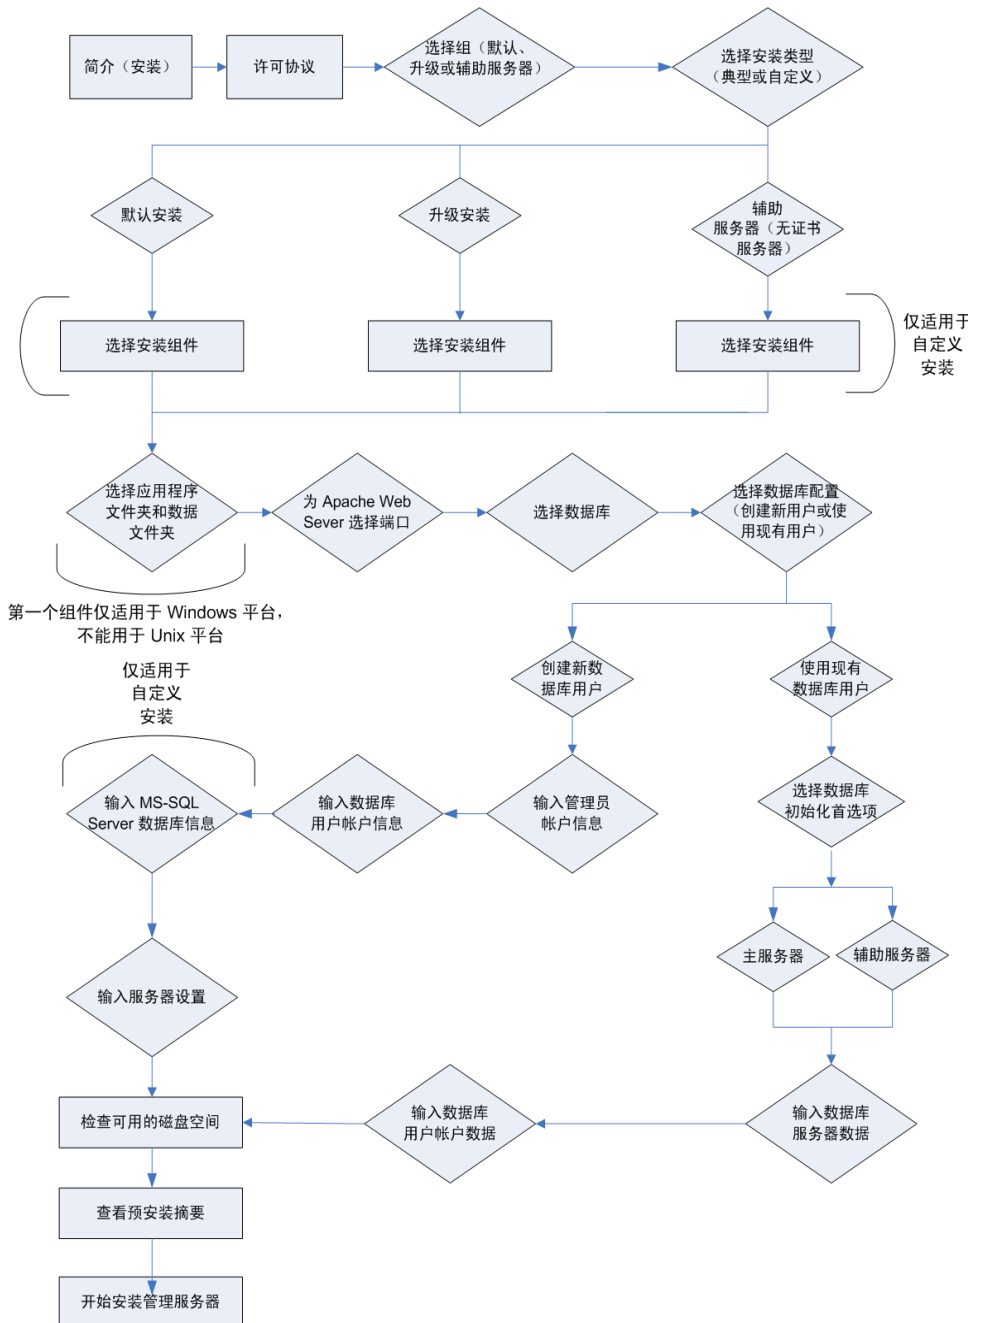 简介（安装）
许可协议
选择组（默认、
升级或辅助服务器）
选择安装类型
（典型或自定义）
默认安装
升级安装
辅助
服务器（无证书
服务器）
选择安装组件
选择安装组件
选择安装组件
仅适用于
自定义
安装
选择应用程序
文件夹和数据
文件夹
为 Apache Web
Sever 选择端口
选择数据库
选择数据库配置
（创建新用户或使
用现有用户）
第一个组件仅适用于 Windows 平台，
不能用于 Unix 平台
仅适用于
自定义
安装
创建新数
据库用户
使用现有
数据库用户
输入 MS-SQL
Server 数据库信息
输入数据库
用户帐户信息
输入管理员
帐户信息
选择数据库
初始化首选项
主服务器
辅助服务器
输入服务器设置
检查可用的磁盘空间
输入数据库
用户帐户数据
输入数据库
服务器数据
查看预安装摘要
开始安装管理服务器